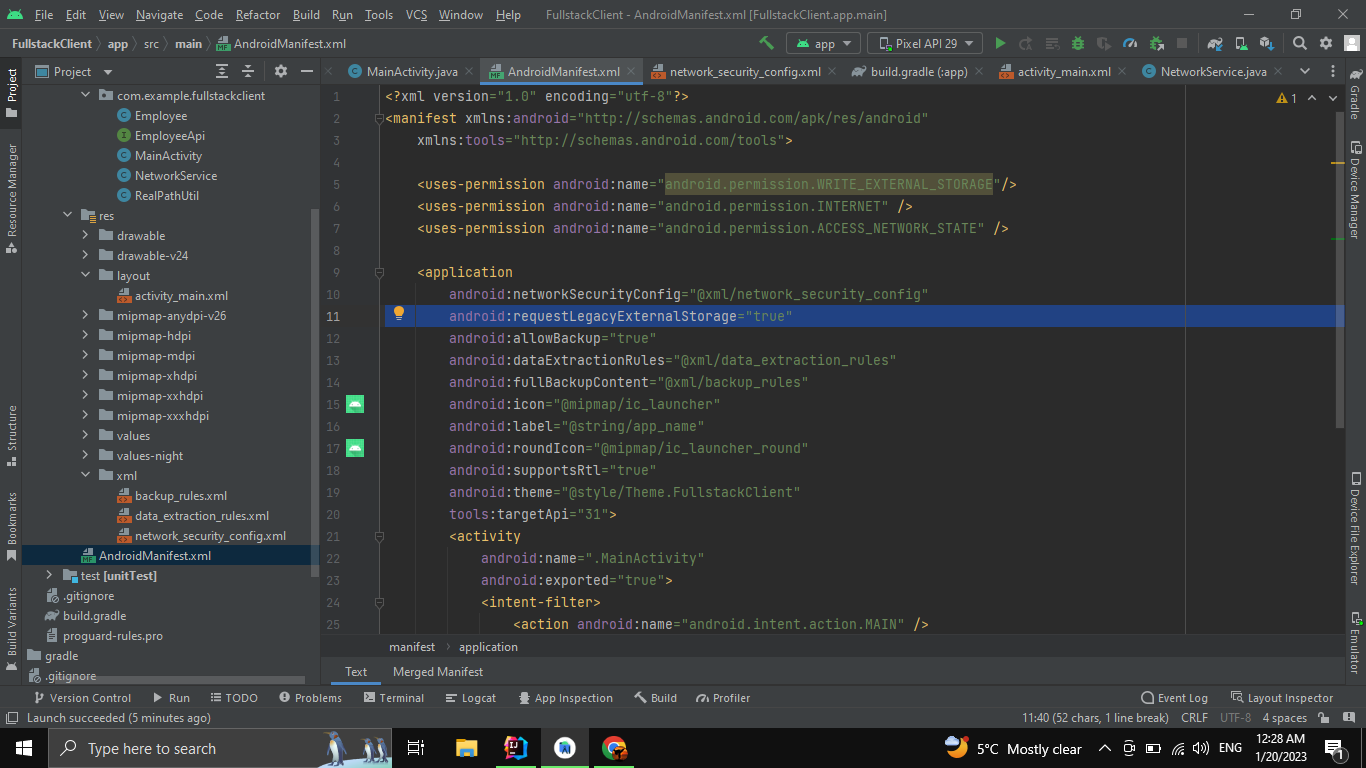 File Edit View Navigate Code Refactor Build Run Tools VCS Window Help FullstackClient - AndroidManifest.xml [FullstackClient.app.main]
FullstackClient app src main AndroidManifest.xml app Pixel API 29
Project
Resource Manager
Structure
Bookmarks
Build Variants
Project
com.example.fullstackclient
Employee
EmployeeApi
MainActivity
NetworkService
RealPathUtil
res
drawable
drawable-v24
layout
activity_main.xml
mipmap-anydpi-v26
mipmap-hdpi
mipmap-mdpi
mipmap-xhdpi
mipmap-xxhdpi
mipmap-xxxhdpi
values
values-night
xml
backup_rules.xml
data_extraction_rules.xml
network_security_config.xml
AndroidManifest.xml
test [unitTest]
.gitignore
build.gradle
proguard-rules.pro
gradle
.gitignore
MainActivity.java AndroidManifest.xml network_security_config.xml build.gradle (:app) activity_main.xml NetworkService.java
1 <?xml version="1.0" encoding="utf-8"?>
2 <manifest xmlns:android="http://schemas.android.com/apk/res/android"
3 xmlns:tools="http://schemas.android.com/tools">
4
5 <uses-permission android:name="android.permission.WRITE_EXTERNAL_STORAGE"/>
6 <uses-permission android:name="android.permission.INTERNET" />
7 <uses-permission android:name="android.permission.ACCESS_NETWORK_STATE" />
8
9 <application
10 android:networkSecurityConfig="@xml/network_security_config"
11 android:requestLegacyExternalStorage="true"
12 android:allowBackup="true"
13 android:dataExtractionRules="@xml/data_extraction_rules"
14 android:fullBackupContent="@xml/backup_rules"
15 android:icon="@mipmap/ic_launcher"
16 android:label="@string/app_name"
17 android:roundIcon="@mipmap/ic_launcher_round"
18 android:supportsRtl="true"
19 android:theme="@style/Theme.FullstackClient"
20 tools:targetApi="31">
21 <activity
22 android:name=".MainActivity"
23 android:exported="true">
24 <intent-filter>
25 <action android:name="android.intent.action.MAIN" />
1
manifest application
Text Merged Manifest
Gradle
Device Manager
Device File Explorer
Emulator
Version Control Run TODO Problems Terminal Logcat App Inspection Build Profiler Event Log Layout Inspector
Launch succeeded (5 minutes ago) 11:40 (52 chars, 1 line break) CRLF UTF-8 4 spaces
Type here to search 5°C Mostly clear ENG 12:28 AM
1/20/2023 1